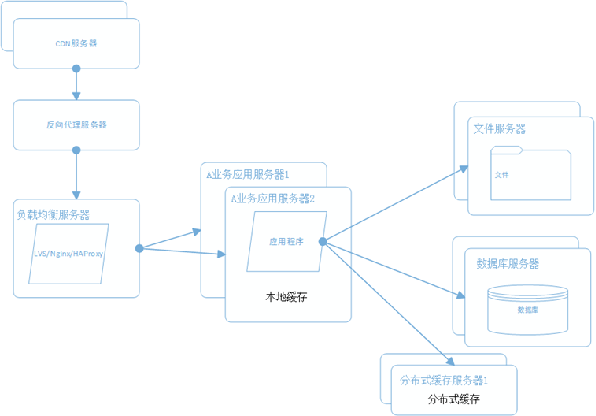 CDN服务器
反向代理服务器
负载均衡服务器
LVS/Nginx/HAProxy
A业务应用服务器1
A业务应用服务器2
应用程序
本地缓存
文件服务器
文件
数据库服务器
数据库
分布式缓存服务器1
分布式缓存